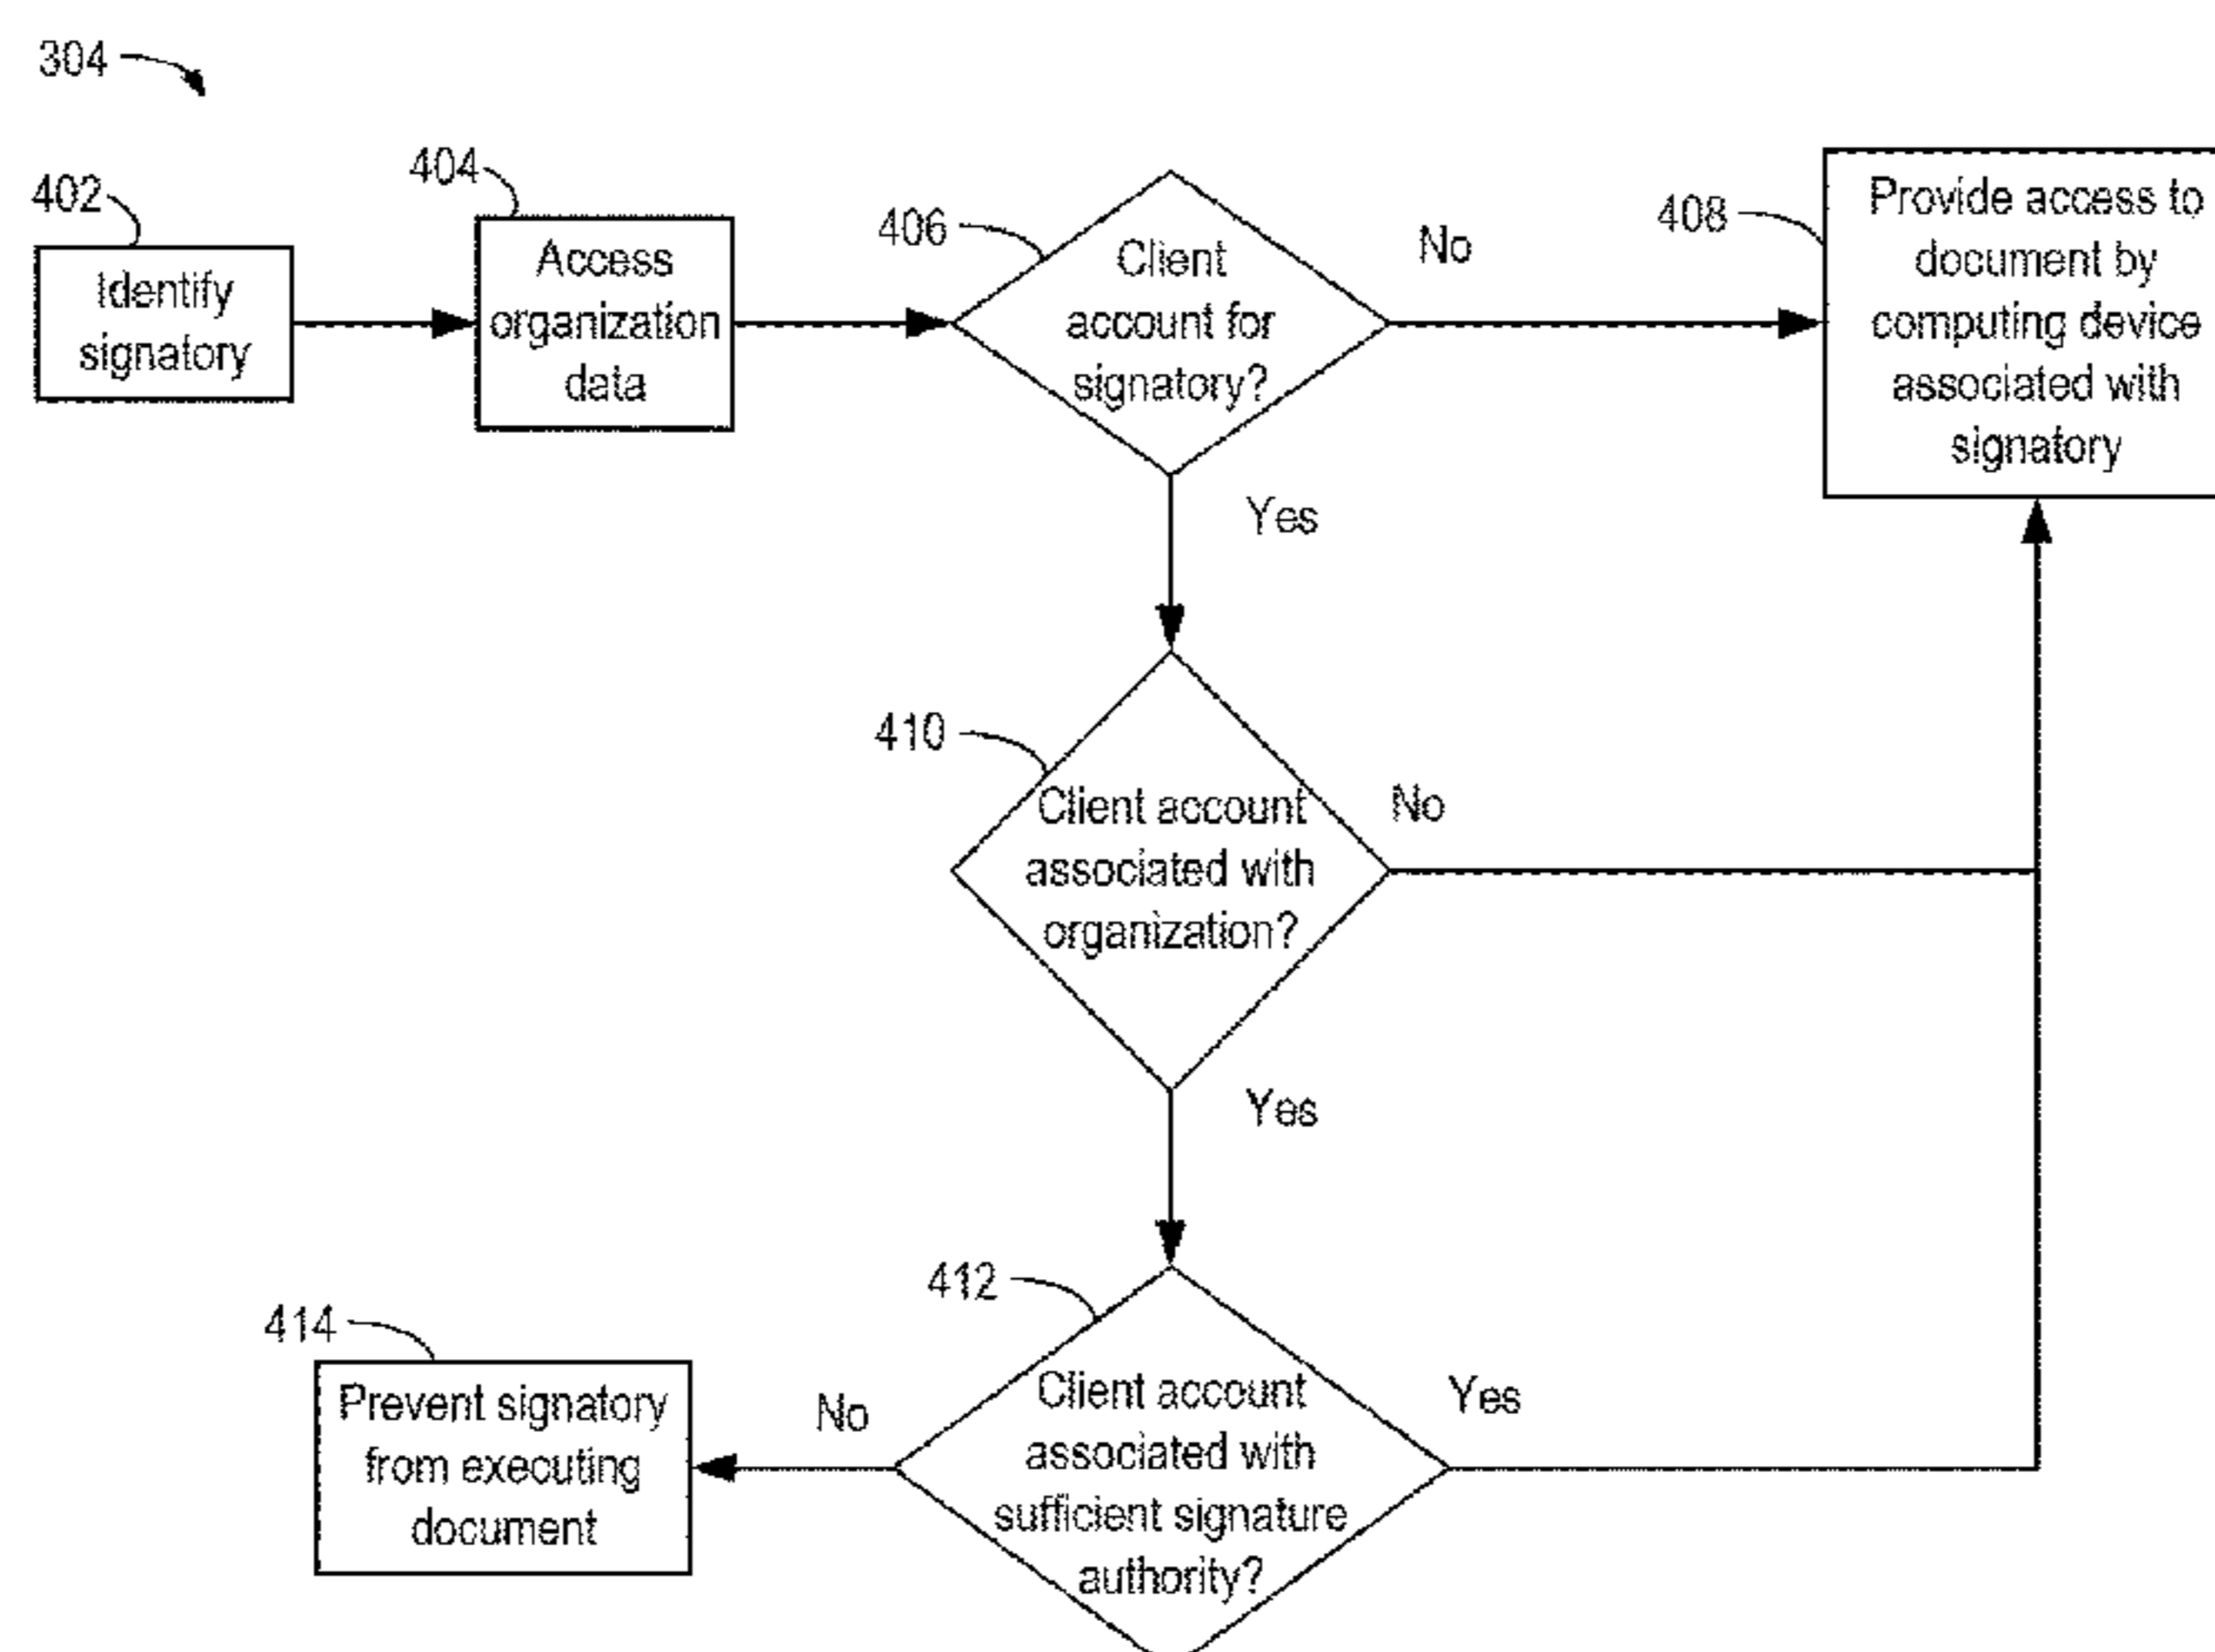 304
402
Identify
signatory
404
Access
organization
data
406
Client
account for
signatory?
No
408
Provide access to
document by
computing device
associated with
signatory
Yes
410
Client account
associated with
organization?
No
Yes
412
Client account
associated with
sufficient signature
authority?
Yes
No
414
Prevent signatory
from executing
document